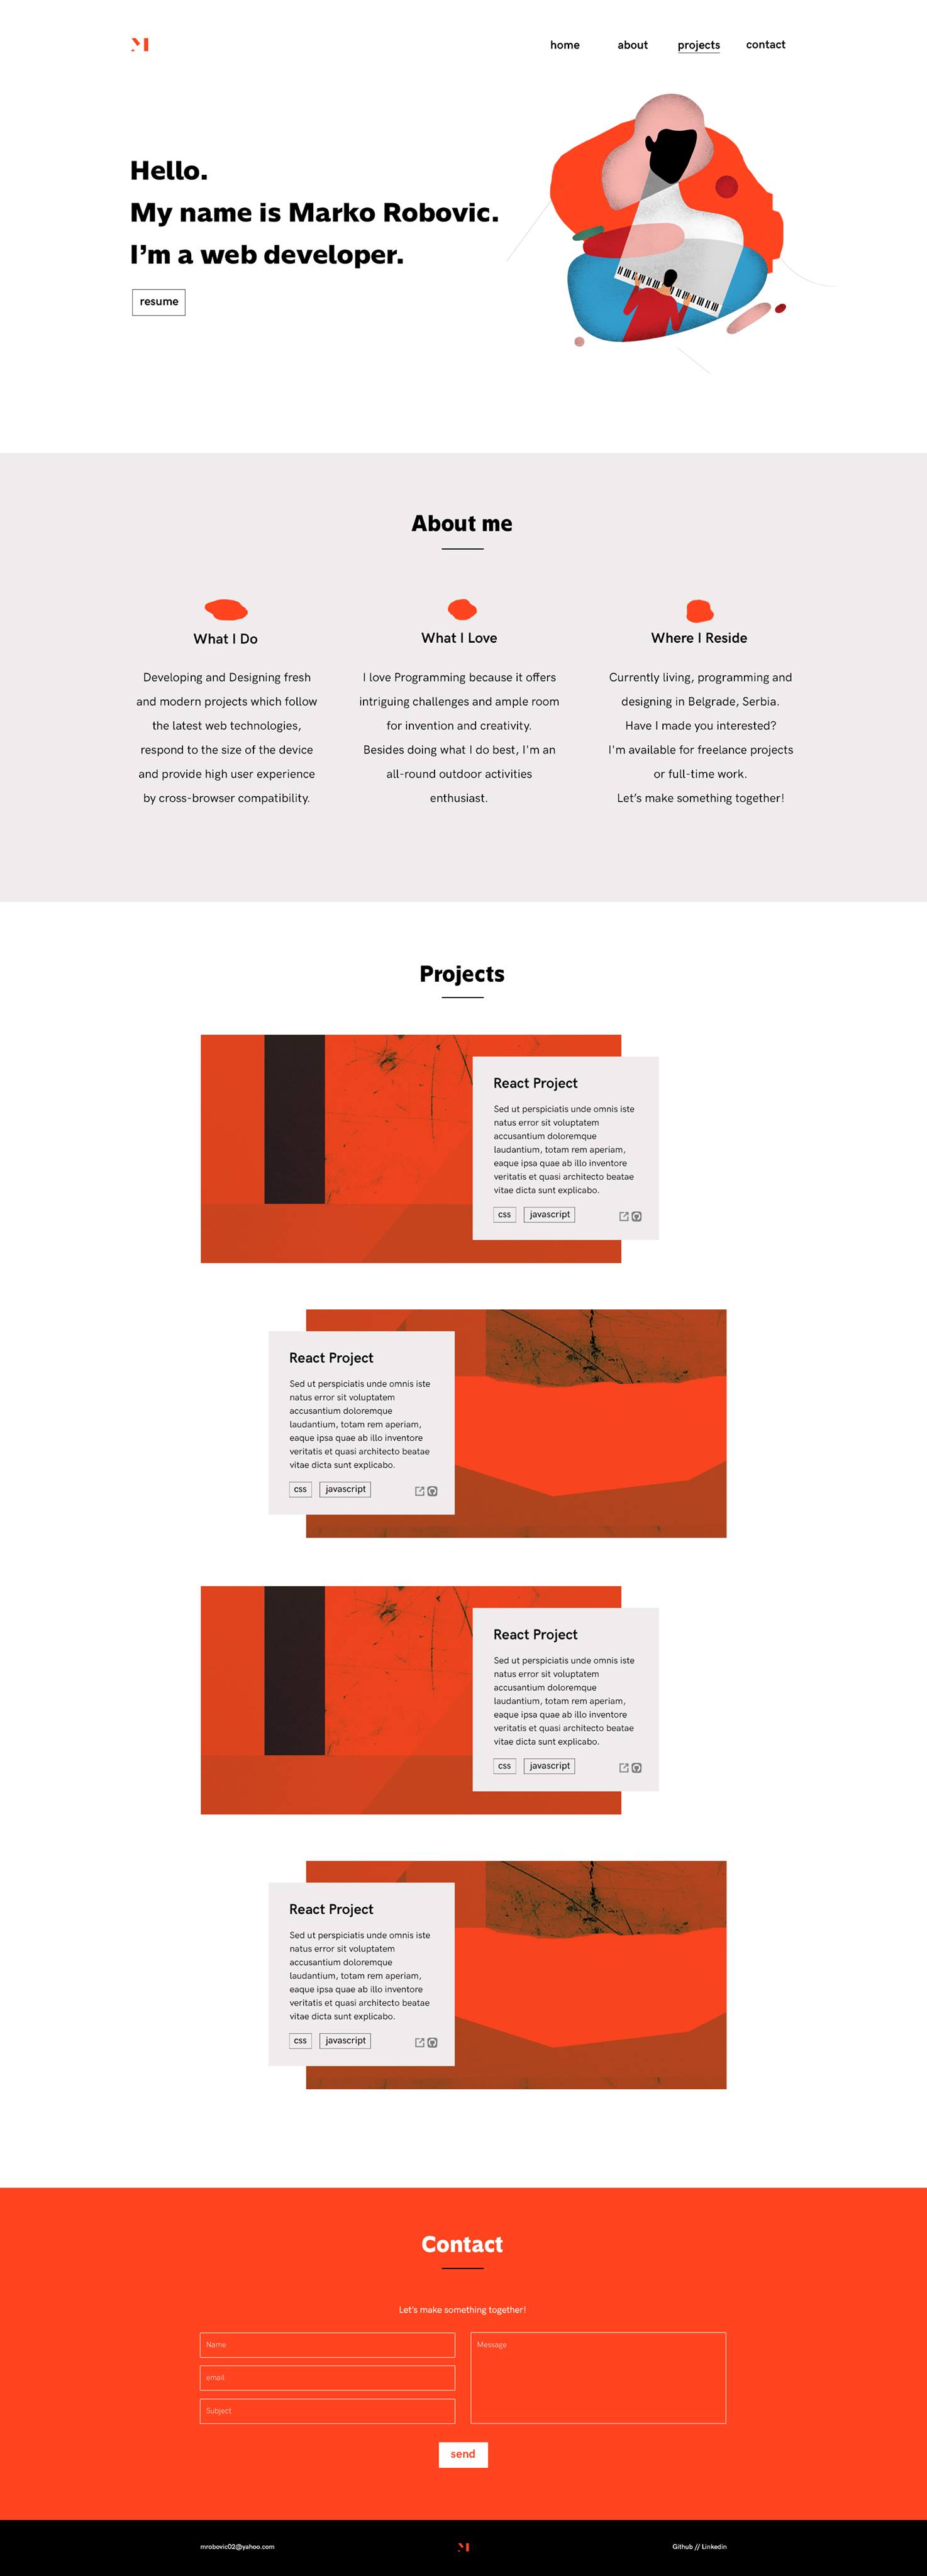 home about projects contact
Hello.
My name is Marko Robovic.
I’m a web developer.
resume
About me
What I Do
Developing and Designing fresh
and modern projects which follow
the latest web technologies,
respond to the size of the device
and provide high user experience
by cross-browser compatibility.
What I Love
I love Programming because it offers
intriguing challenges and ample room
for invention and creativity.
Besides doing what I do best, I'm an
all-round outdoor activities
enthusiast.
Where I Reside
Currently living, programming and
designing in Belgrade, Serbia.
Have I made you interested?
I'm available for freelance projects
or full-time work.
Let’s make something together!
Projects
React Project
Sed ut perspiciatis unde omnis iste
natus error sit voluptatem
accusantium doloremque
laudantium, totam rem aperiam,
eaque ipsa quae ab illo inventore
veritatis et quasi architecto beatae
vitae dicta sunt explicabo.
css javascript
React Project
Sed ut perspiciatis unde omnis iste
natus error sit voluptatem
accusantium doloremque
laudantium, totam rem aperiam,
eaque ipsa quae ab illo inventore
veritatis et quasi architecto beatae
vitae dicta sunt explicabo.
css javascript
React Project
Sed ut perspiciatis unde omnis iste
natus error sit voluptatem
accusantium doloremque
laudantium, totam rem aperiam,
eaque ipsa quae ab illo inventore
veritatis et quasi architecto beatae
vitae dicta sunt explicabo.
css javascript
React Project
Sed ut perspiciatis unde omnis iste
natus error sit voluptatem
accusantium doloremque
laudantium, totam rem aperiam,
eaque ipsa quae ab illo inventore
veritatis et quasi architecto beatae
vitae dicta sunt explicabo.
css javascript
Contact
Let’s make something together!
Name
email
Subject
Message
send
mrobovic02@yahoo.com
Github // Linkedin